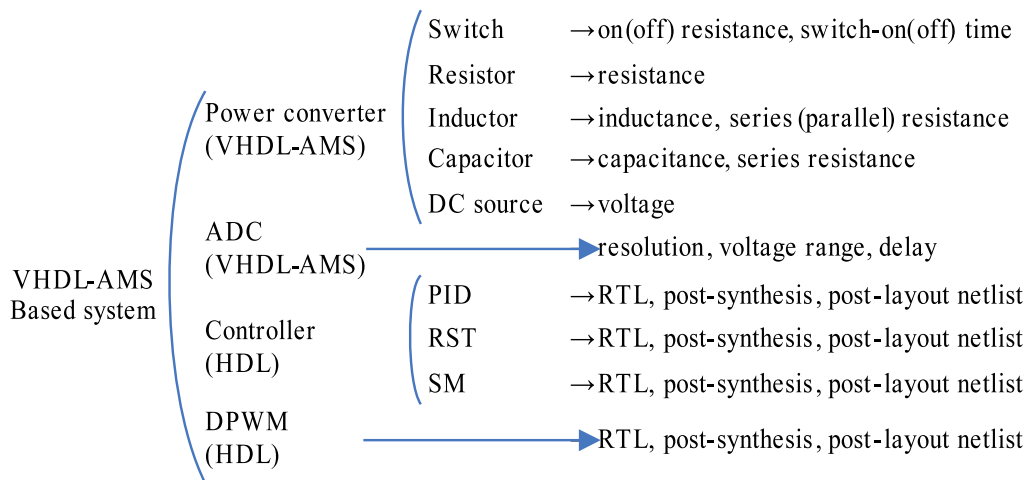 VHDL-AMS
Based system
Power converter
(VHDL-AMS)
Switch →on(off) resistance, switch-on(off) time
Resistor →resistance
Inductor →inductance, series (parallel) resistance
Capacitor →capacitance, series resistance
DC source →voltage
ADC
(VHDL-AMS)
resolution, voltage range, delay
Controller
(HDL)
PID →RTL, post-synthesis, post-layout netlist
RST →RTL, post-synthesis, post-layout netlist
SM →RTL, post-synthesis, post-layout netlist
DPWM
(HDL)
RTL, post-synthesis, post-layout netlist